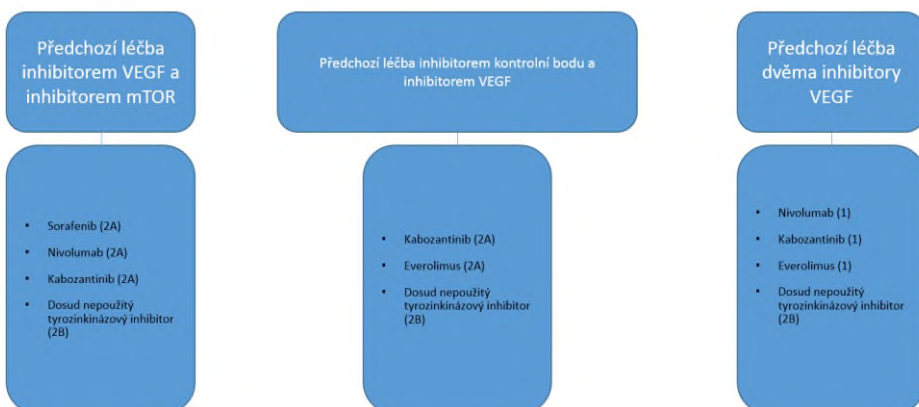 Předchozí léčba
inhibitorem VEGF a
inhibitorem mTOR
Předchozí léčba inhibitorem kontrolní bodu a
inhibitorem VEGF
Předchozí léčba
dvěma inhibitory
VEGF
• Sorafenib (2A)
• Nivolumab (2A)
• Kabozantinib (2A)
• Dosud nepoužitý
tyrozinkinázový inhibitor
(2B)
• Kabozantinib (2A)
• Everolimus (2A)
• Dosud nepoužitý
tyrozinkinázový inhibitor
(2B)
• Nivolumab (1)
• Kabozantinib (1)
• Everolimus (1)
• Dosud nepoužitý
tyrozinkinázový inhibitor
(2B)